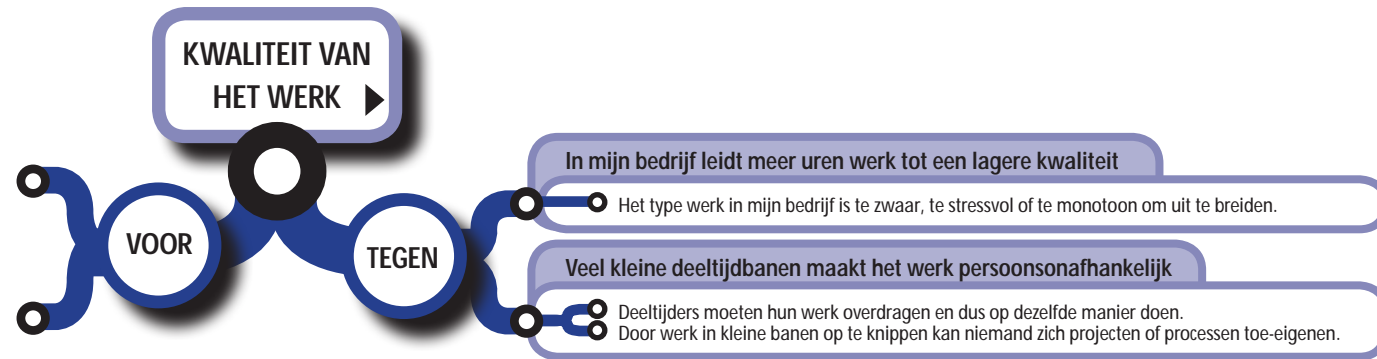 KWALITEIT VAN
HET WERK
VOOR
TEGEN
In mijn bedrijf leidt meer uren werk tot een lagere kwaliteit
Het type werk in mijn bedrijf is te zwaar, te stressvol of te monotoon om uit te breiden.
Veel kleine deeltijdbanen maakt het werk persoonsonafhankelijk
Deeltijders moeten hun werk overdragen en dus op dezelfde manier doen.
Door werk in kleine banen op te knippen kan niemand zich projecten of processen toe-eigenen.